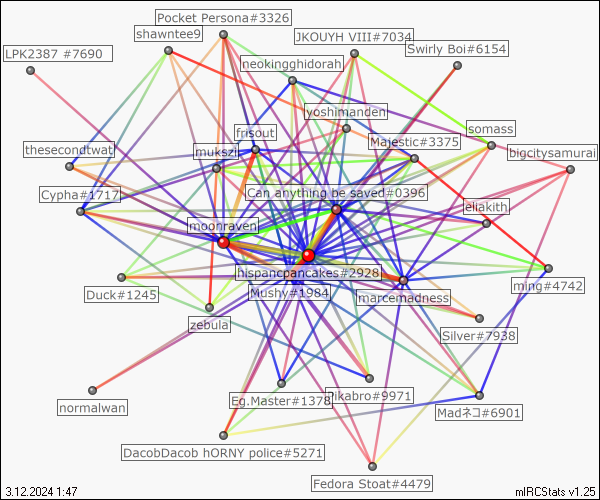 Pocket Persona#3326
shawntee9
JKOUYH VIII#7034
Swirly Boi#6154
LPK2387 #7690
neokingghidorah
yoshimanden
frisout
somass
Majestic#3375
thesecondtwat
mukszi
bigcitysamurai
Can anything be saved#0396
Cypha#1717
leliakith
moonraven
hispancpancakes#2928
ming#4742
Duck#1245
Mushy#1984
marcemadness
zebula
Silver#7938
Eg.Master#1378
Pikabro#9971
normalwan
Madネコ#6901
DacobDacob hORNY police#5271
Fedora Stoat#4479
3.12.2024 1:47
mIRCStats v1.25